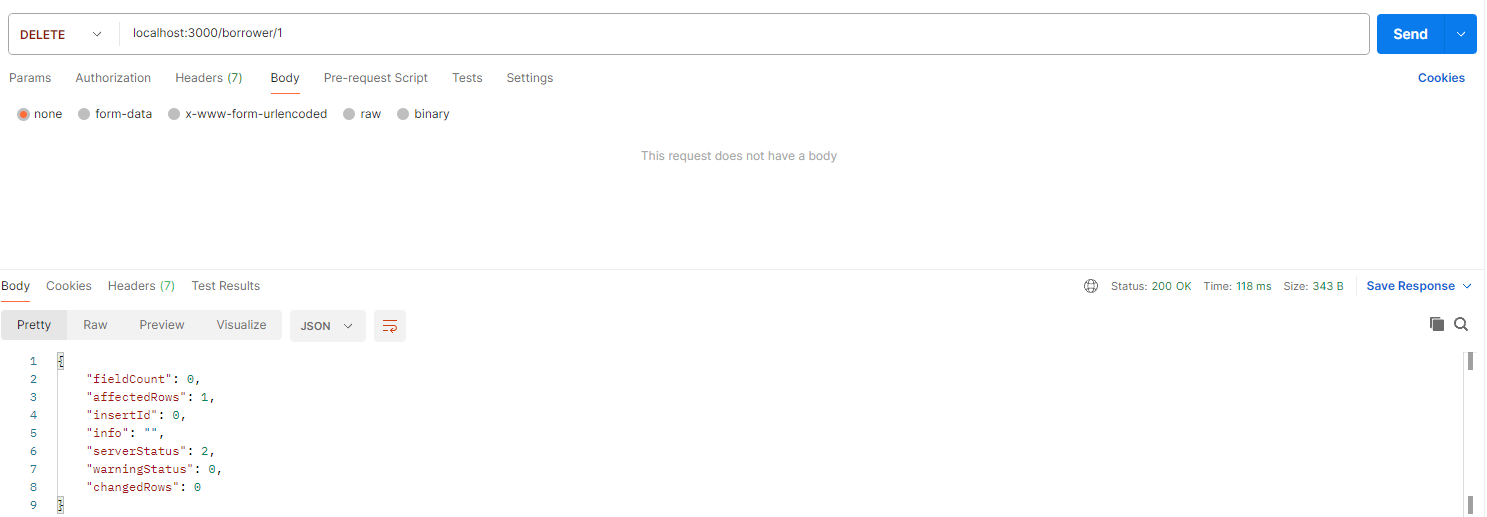 DELETE localhost:3000/borrower/1 Send
Params Authorization Headers (7) Body Pre-request Script Tests Settings Cookies
none form-data x-www-form-urlencoded raw binary
This request does not have a body
Body Cookies Headers (7) Test Results Status: 200 OK Time: 118 ms Size: 343 B Save Response
Pretty Raw Preview Visualize JSON
1 {
2 "fieldCount": 0,
3 "affectedRows": 1,
4 "insertId": 0,
5 "info": "",
6 "serverStatus": 2,
7 "warningStatus": 0,
8 "changedRows": 0
9 }